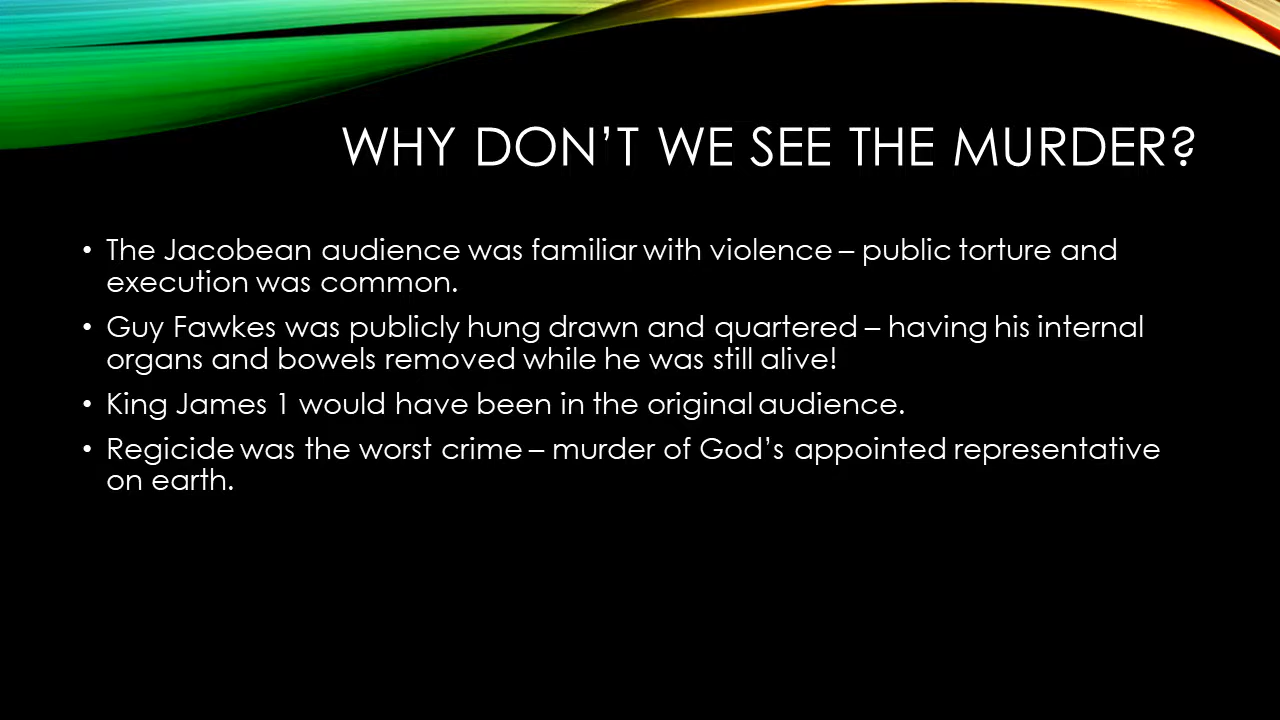 WHY DON’T WE SEE THE MURDER?
• The Jacobean audience was familiar with violence – public torture and
execution was common.
• Guy Fawkes was publicly hung drawn and quartered – having his internal
organs and bowels removed while he was still alive!
• King James 1 would have been in the original audience.
• Regicide was the worst crime – murder of God’s appointed representative
on earth.